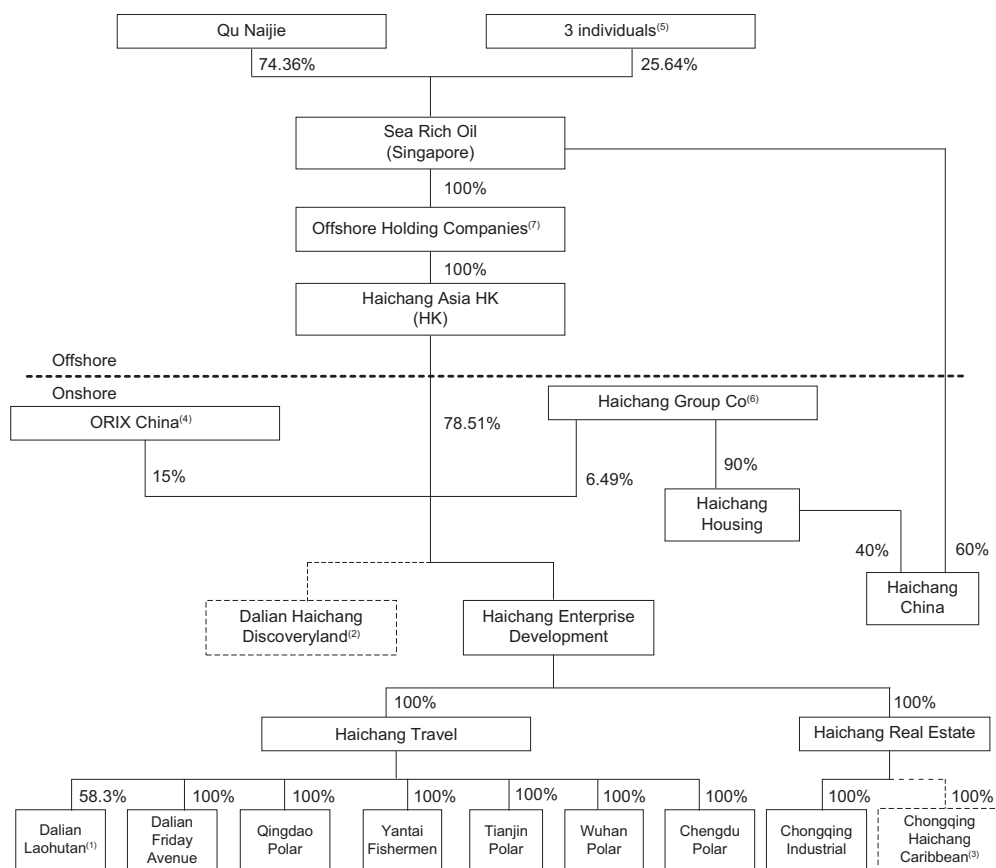 Qu Naijie
3 individuals(5)
74.36%
25.64%
Sea Rich Oil
(Singapore)
100%
Offshore Holding Companies(7)
100%
Haichang Asia HK
(HK)
Offshore
Onshore
ORIX China(4)
Haichang Group Co(6)
78.51%
15%
6.49%
90%
Haichang
Housing
40%
60%
Haichang
China
Dalian Haichang
Discoveryland(2)
Haichang Enterprise
Development
100%
100%
Haichang Travel
Haichang Real Estate
58.3%
100%
100%
100%
100%
100%
100%
100%
100%
Dalian
Laohutan(1)
Dalian
Friday
Avenue
Qingdao
Polar
Yantai
Fishermen
Tianjin
Polar
Wuhan
Polar
Chengdu
Polar
Chongqing
Industrial
Chongqing
Haichang
Caribbean(3)